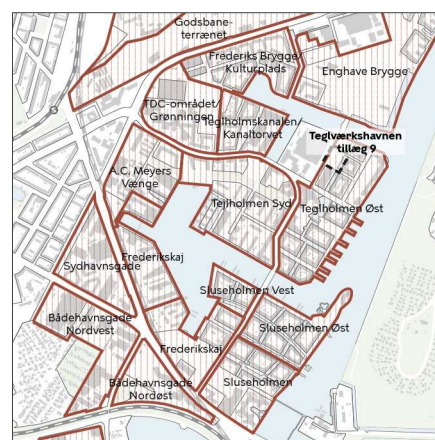 Godsbane-
terrænet
Frederiks Brygge/
Kulturplads
Enghave Brygge
TDC-området/
Grønningen
Teglholmskanalen/
Kanaltorvet
Teglværkshavnen
tillæg 9
A.C. Meyers
Vænge
Tejlholmen Syd
Teglholmen Øst
Frederikskaj
Sydhavnsgade
Sluseholmen Vest
Bådehavnsgade
Nordvest
Sluseholmen Øst
Frederikskaj
Bådehavnsgade
Nordøst
Sluseholmen